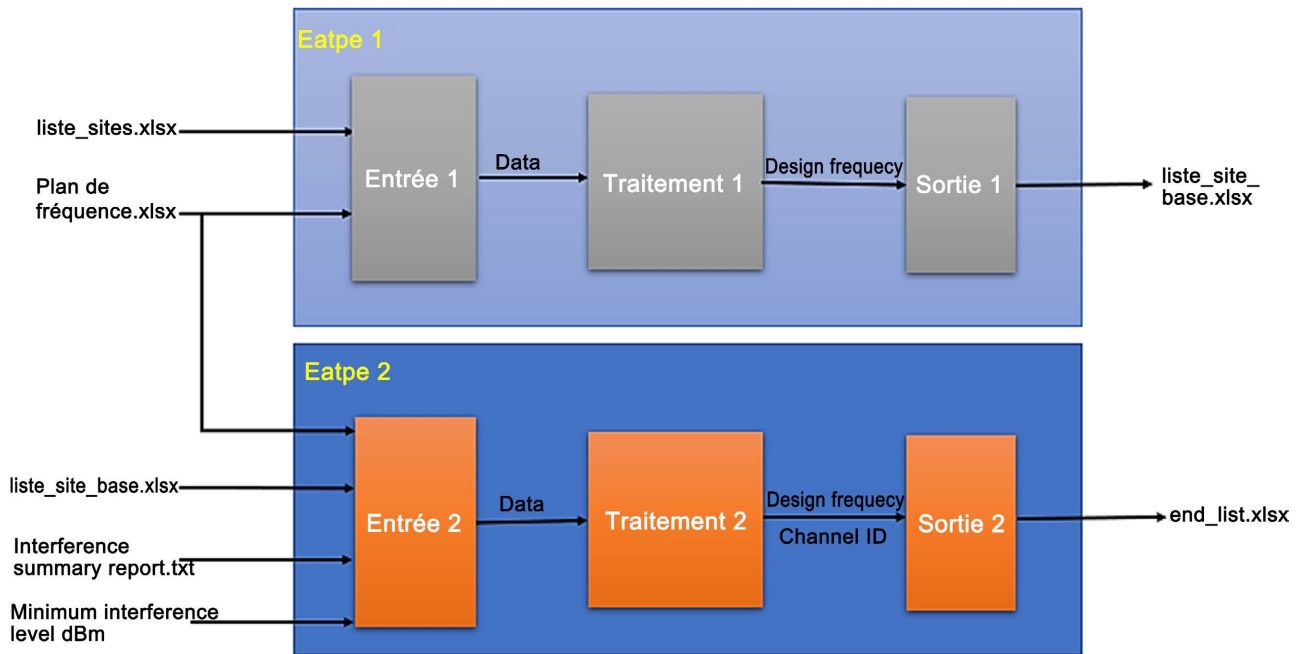 Eatpe 1
liste_sites.xlsx
Plan de
fréquence.xlsx
Entrée 1
Data
Traitement 1
Design frequecy
Sortie 1
liste_site_
base.xlsx
Eatpe 2
liste_site_base.xlsx
Interference
summary report.txt
Minimum interference
level dBm
Entrée 2
Data
Traitement 2
Design frequecy
Channel ID
Sortie 2
end_list.xlsx